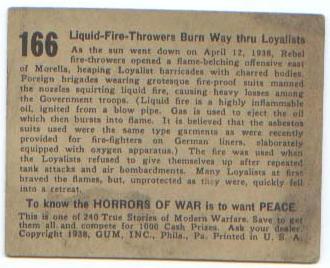 166 Liquid-Fire-Throwers Burn Way thru Loyalists
As the sun went down on April 12, 1938, Rebel
fire-throwers opened a flame-belching offensive east
of Morella, heaping Loyalist barricades with charred bodies.
Foreign brigades wearing grotesque fire-proof suits manned
the nozzles squirting liquid fire, causing heavy losses among
the Government troops. (Liquid fire is a highly inflammable
oil, ignited from a blow pipe. Gas is used to eject the oil
which then bursts into flame. It is believed that the asbestos
suits used were the same type garments as were recently
provided for fire-fighters on German liners, elaborately
equipped with oxygen apparatus.) The fire was used when
the Loyalists refused to give themselves up after repeated
tank attacks and air bombardments. Many Loyalists at first
braved the flames, but, unprotected as they were, quickly fell
into a retreat.
To know the HORRORS OF WAR is to want PEACE
This is one of 240 True Stories of Modern Warfare. Save to get
them all and compete for 1000 Cash Prizes. Ask your dealer.
Copyright 1938, GUM, INC., Phila., Pa. Printed in U. S. A.